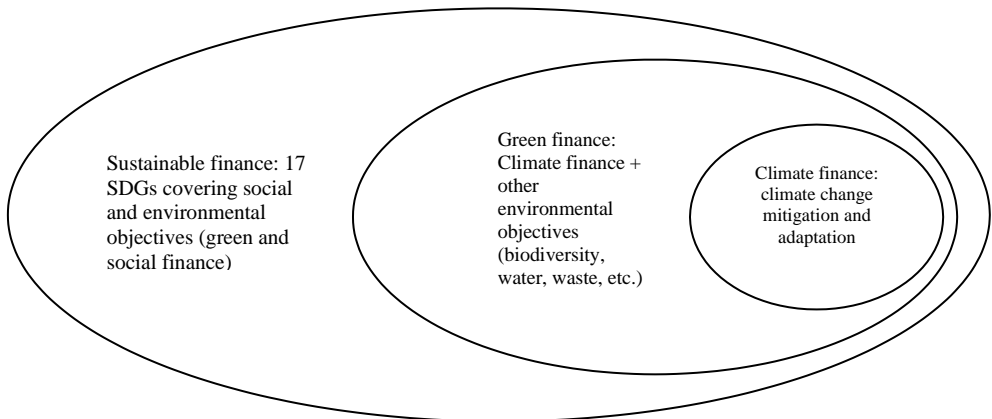 Sustainable finance: 17
SDGs covering social
and environmental
objectives (green and
social finance)
Green finance:
Climate finance +
other
environmental
objectives
(biodiversity,
water, waste, etc.)
Climate finance:
climate change
mitigation and
adaptation